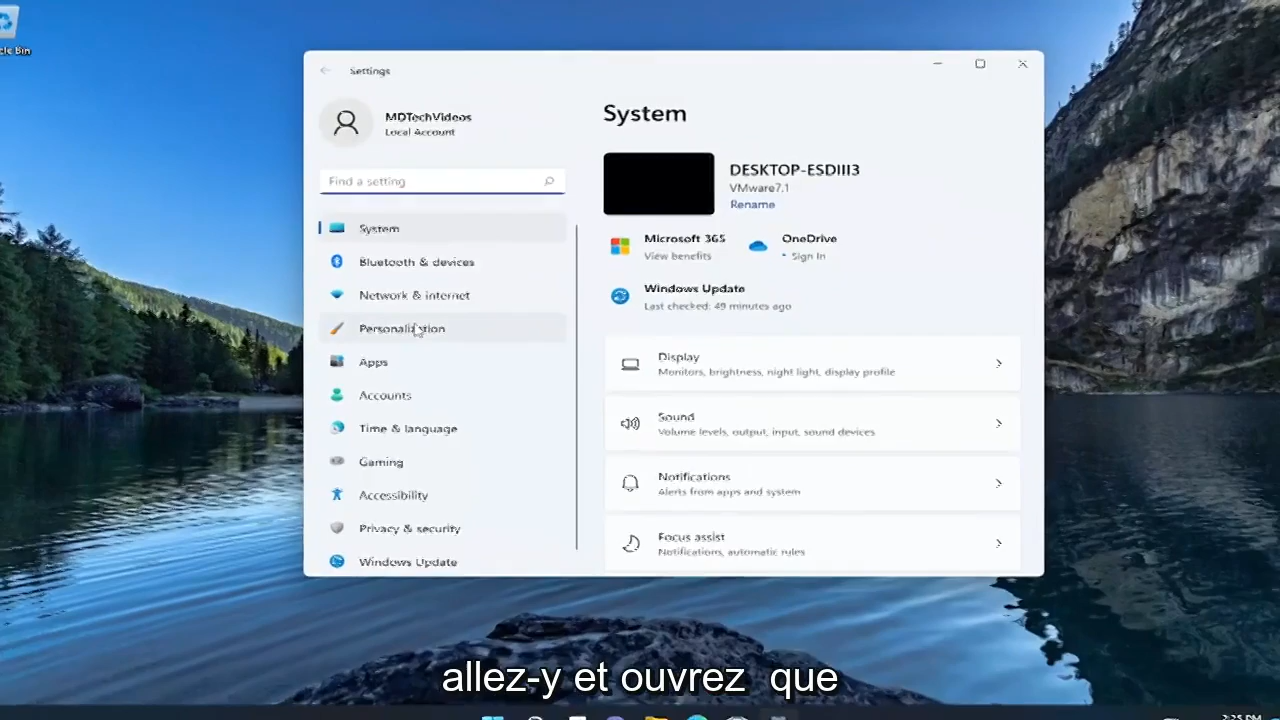 cle Bin
Settings
MDTechVideos
Local Account
Find a setting
System
Bluetooth & devices
Network & internet
Personalization
Apps
Accounts
Time & language
Gaming
Accessibility
Privacy & security
Windows Update
System
DESKTOP-ESDIII3
VMware7.1
Rename
Microsoft 365
View benefits
OneDrive
• Sign In
Windows Update
Last checked: 49 minutes ago
Display
Monitors, brightness, night light, display profile
Sound
Volume levels, output, input, sound devices
Notifications
Alerts from apps and system
Focus assist
Notifications, automatic rules
allez-y et ouvrez que